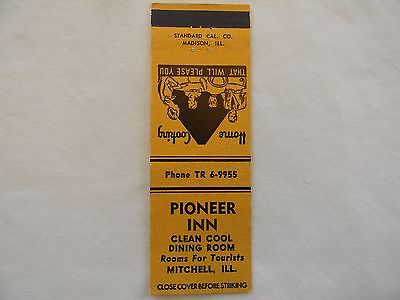 STANDARD CAL. CO.
MADISON, ILL.
Home
Cooking
THAT WILL PLEASE YOU
Phone TR 6-9955
PIONEER
INN
CLEAN COOL
DINING ROOM
Rooms For Tourists
MITCHELL, ILL.
CLOSE COVER BEFORE STRIKING